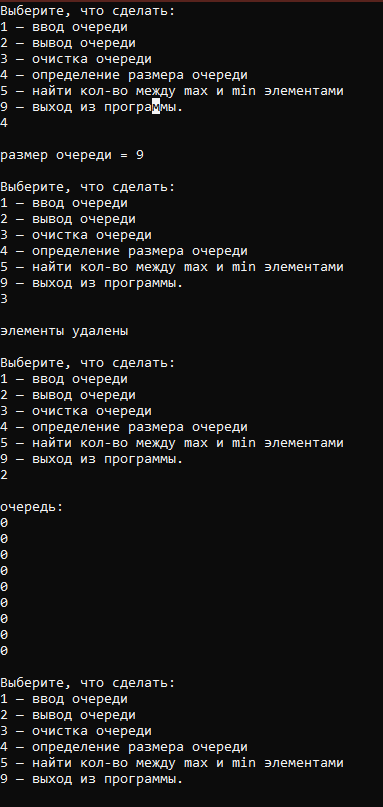 Выберите, что сделать:
1 – ввод очереди
2 – вывод очереди
3 – очистка очереди
4 – определение размера очереди
5 – найти кол-во между max и min элементами
9 – выход из программы.
4
размер очереди = 9
Выберите, что сделать:
1 – ввод очереди
2 – вывод очереди
3 – очистка очереди
4 – определение размера очереди
5 – найти кол-во между max и min элементами
9 – выход из программы.
3
элементы удалены
Выберите, что сделать:
1 – ввод очереди
2 – вывод очереди
3 – очистка очереди
4 – определение размера очереди
5 – найти кол-во между max и min элементами
9 – выход из программы.
2
очередь:
0
0
0
0
0
0
0
0
0
Выберите, что сделать:
1 – ввод очереди
2 – вывод очереди
3 – очистка очереди
4 – определение размера очереди
5 – найти кол-во между max и min элементами
9 – выход из программы.